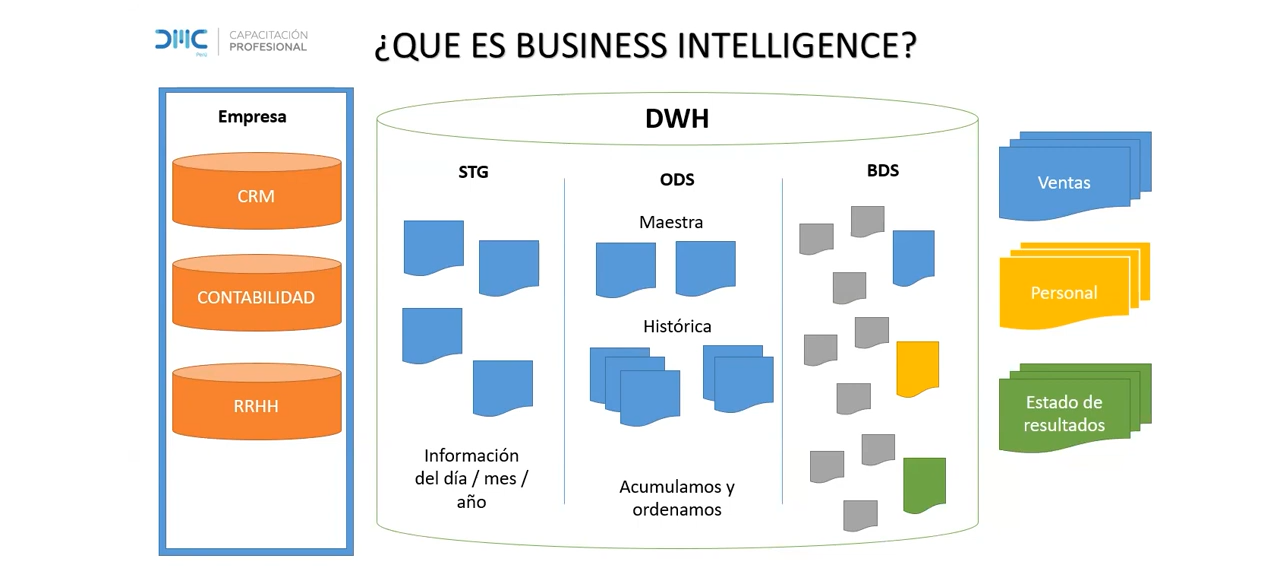 DMC
Perú
CAPACITACIÓN
PROFESIONAL
¿QUE ES BUSINESS INTELLIGENCE?
Empresa
CRM
CONTABILIDAD
RRHH
DWH
STG
Información
del día / mes /
año
ODS
Maestra
Histórica
Acumulamos y
ordenamos
BDS
Ventas
Personal
Estado de
resultados